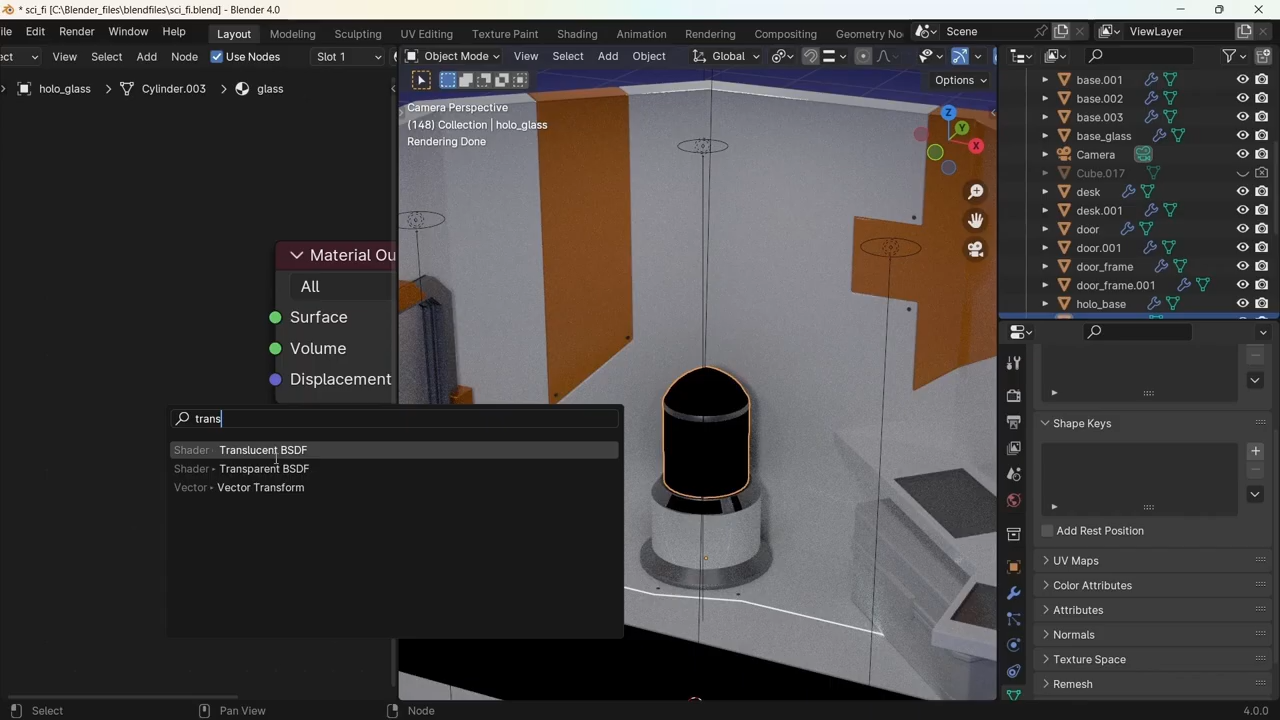 * sci_fi [C:\Blender_files\blendfiles\sci_fi.blend] - Blender 4.0
ile Edit Render Window Help Layout Modeling Sculpting UV Editing Texture Paint Shading Animation Rendering Compositing Geometry No Scene ViewLayer
ect View Select Add Node Use Nodes Slot 1 Object Mode View Select Add Object Global
holo_glass Cylinder.003 glass
Options
Camera Perspective
(148) Collection | holo_glass
Rendering Done
Z
Y
X
base.001
base.002
base.003
base_glass
Camera
Cube.017
desk
desk.001
door
door.001
door_frame
door_frame.001
holo_base
Material Ou
All
Surface
Volume
Displacement
trans
Shader Translucent BSDF
Shader Transparent BSDF
Vector Vector Transform
Shape Keys
Add Rest Position
UV Maps
Color Attributes
Attributes
Normals
Texture Space
Remesh
Select Pan View Node 4.0.0